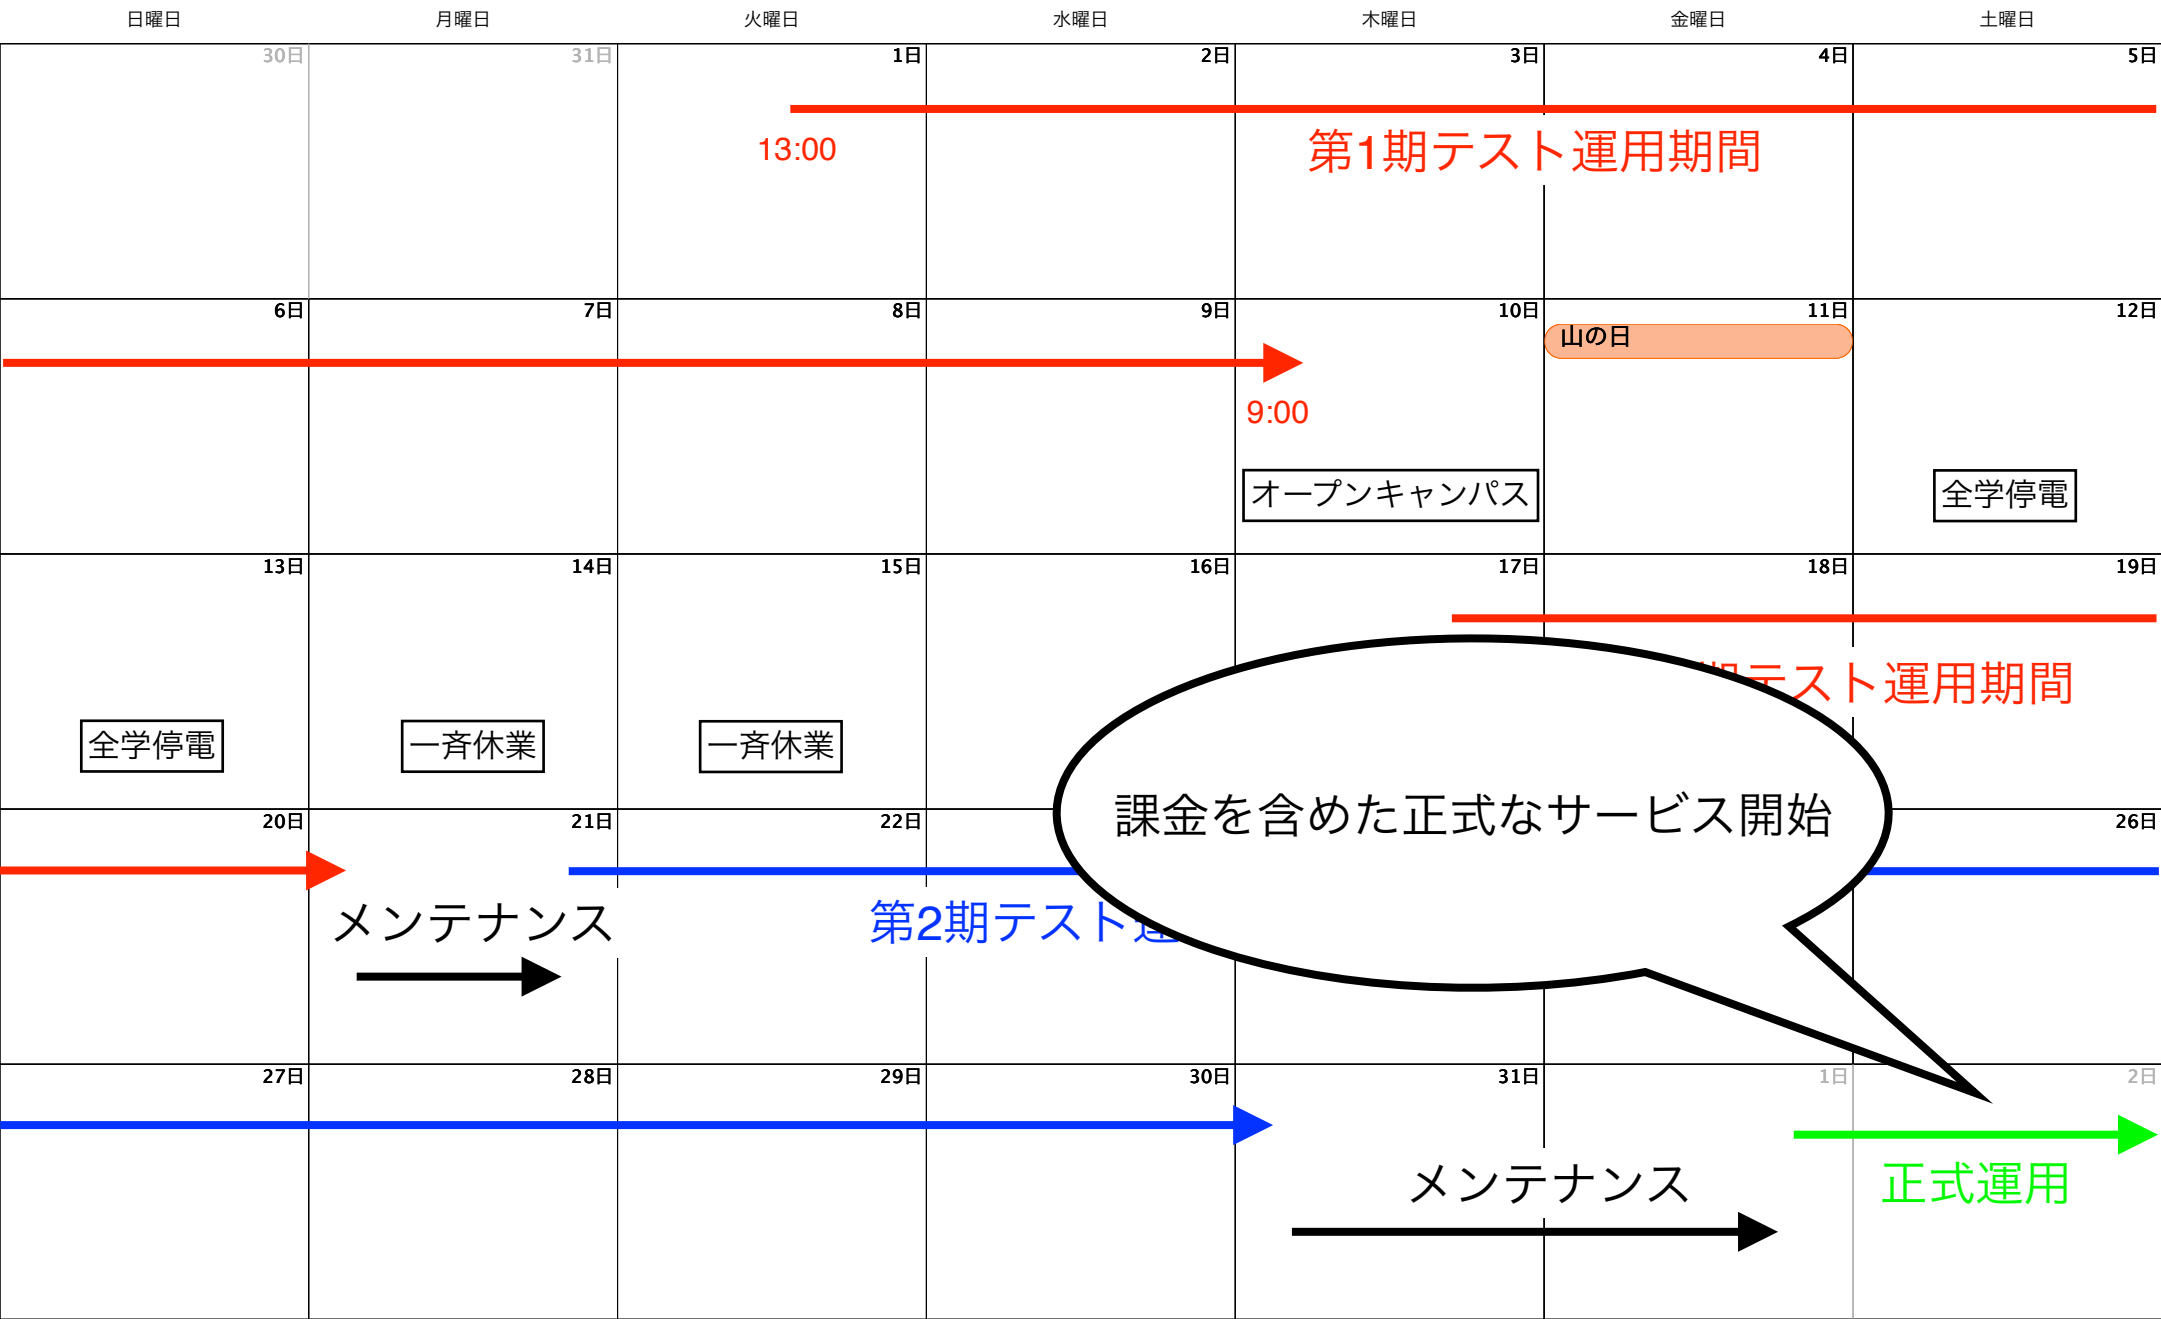 日曜日 月曜日 火曜日 水曜日 木曜日 金曜日 土曜日
30日 31日 1日 2日 3日 4日 5日
13:00 第1期テスト運用期間
6日 7日 8日 9日 10日 11日 12日
山の日
9:00
オープンキャンパス 全学停電
13日 14日 15日 16日 17日 18日 19日
テスト運用期間
全学停電 一斉休業 一斉休業
課金を含めた正式なサービス開始
20日 21日 22日 26日
メンテナンス 第2期テスト
27日 28日 29日 30日 31日 1日 2日
メンテナンス 正式運用